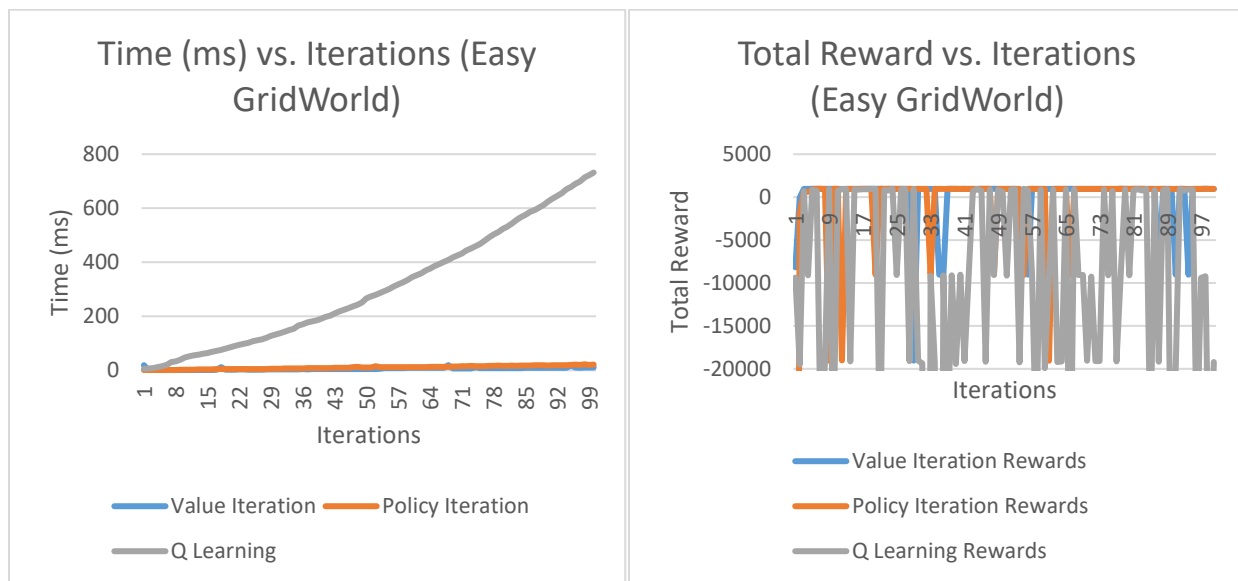 Time (ms) vs. Iterations (Easy
GridWorld)
800
600
400
200
0
Time (ms)
1 8 15 22 29 36 43 50 57 64 71 78 85 92 99
Iterations
Value Iteration Policy Iteration
Q Learning
Total Reward vs. Iterations
(Easy GridWorld)
5000
0
-5000
-10000
-15000
-20000
Total Reward
1 9 17 25 33 41 49 57 65 73 81 89 97
Iterations
Value Iteration Rewards
Policy Iteration Rewards
Q Learning Rewards